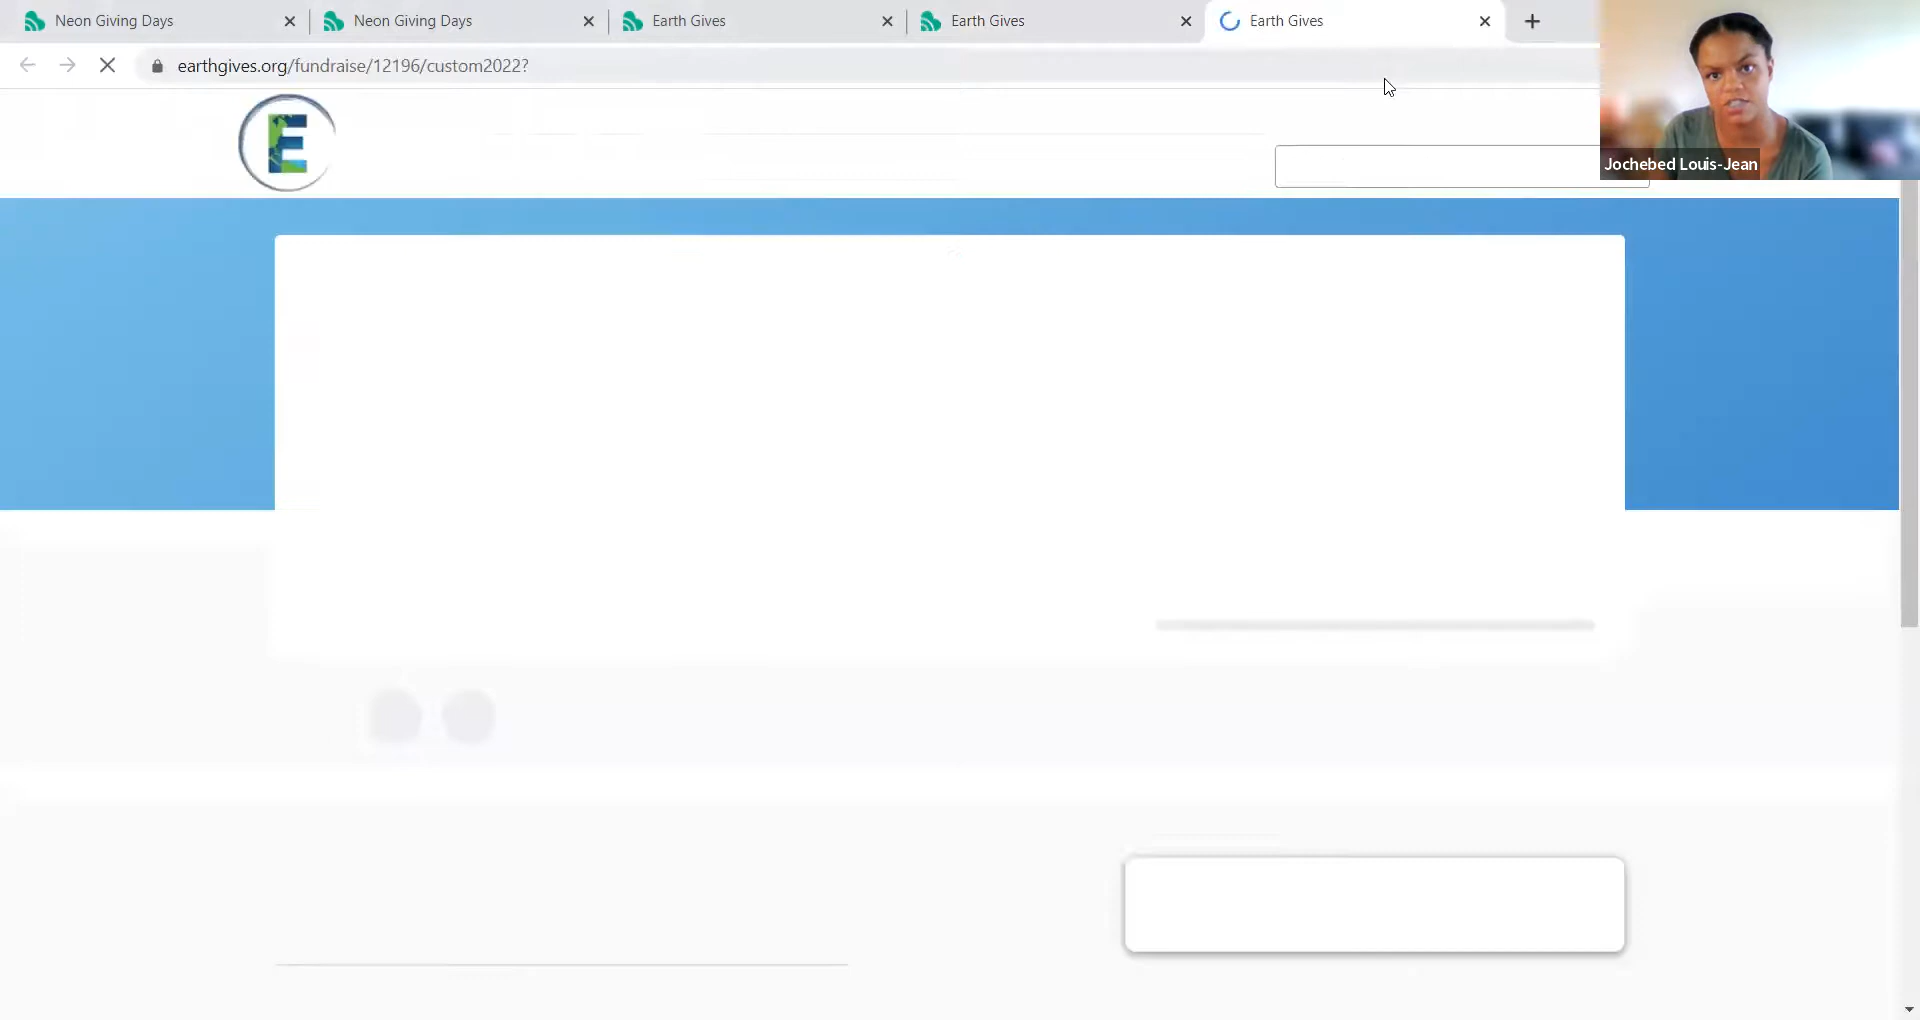 Neon Giving Days
Neon Giving Days
Earth Gives
Earth Gives
Earth Gives
earthgives.org/fundraise/12196/custom2022?
E
Jochebed Louis-Jean